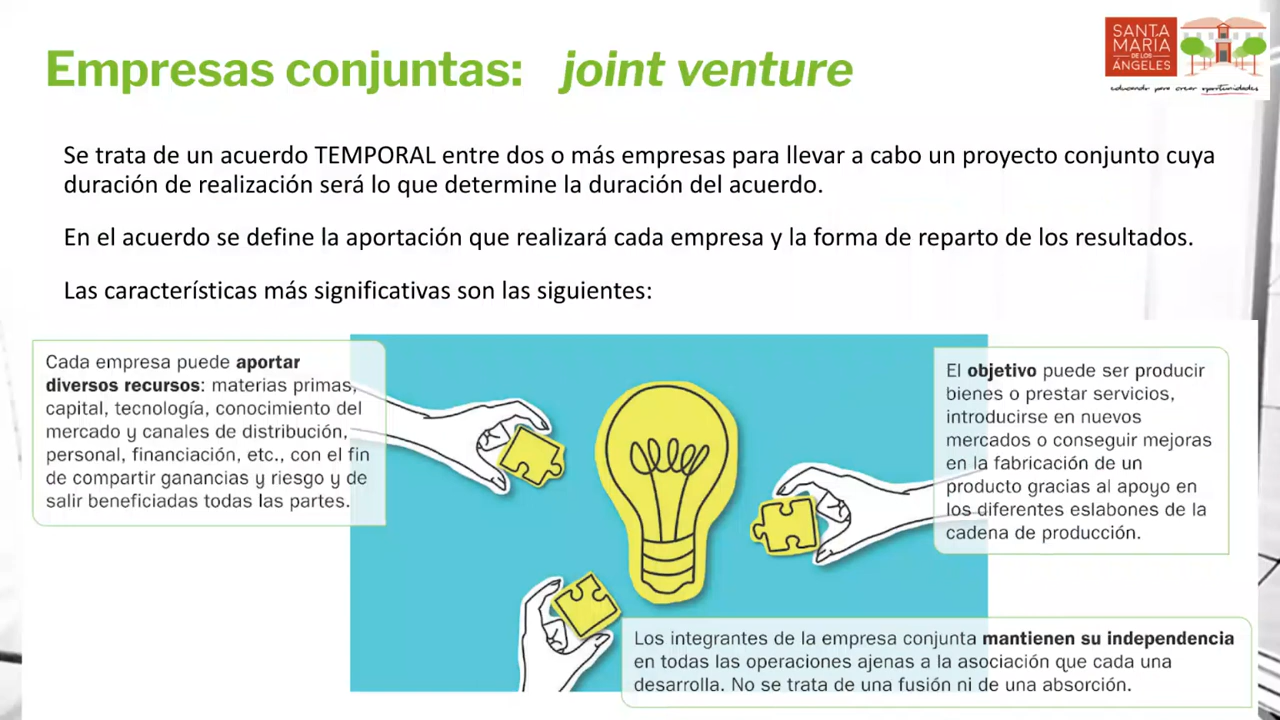 Empresas conjuntas: joint venture
SANTA
MARIA
DE LOS
ÁNGELES
educando para crear oportunidades
Se trata de un acuerdo TEMPORAL entre dos o más empresas para llevar a cabo un proyecto conjunto cuya
duración de realización será lo que determine la duración del acuerdo.
En el acuerdo se define la aportación que realizará cada empresa y la forma de reparto de los resultados.
Las características más significativas son las siguientes:
Cada empresa puede aportar
diversos recursos: materias primas,
capital, tecnología, conocimiento del
mercado y canales de distribución,
personal, financiación, etc., con el fin
de compartir ganancias y riesgo y de
salir beneficiadas todas las partes.
El objetivo puede ser producir
bienes o prestar servicios,
introducirse en nuevos
mercados o conseguir mejoras
en la fabricación de un
producto gracias al apoyo en
los diferentes eslabones de la
cadena de producción.
Los integrantes de la empresa conjunta mantienen su independencia
en todas las operaciones ajenas a la asociación que cada una
desarrolla. No se trata de una fusión ni de una absorción.